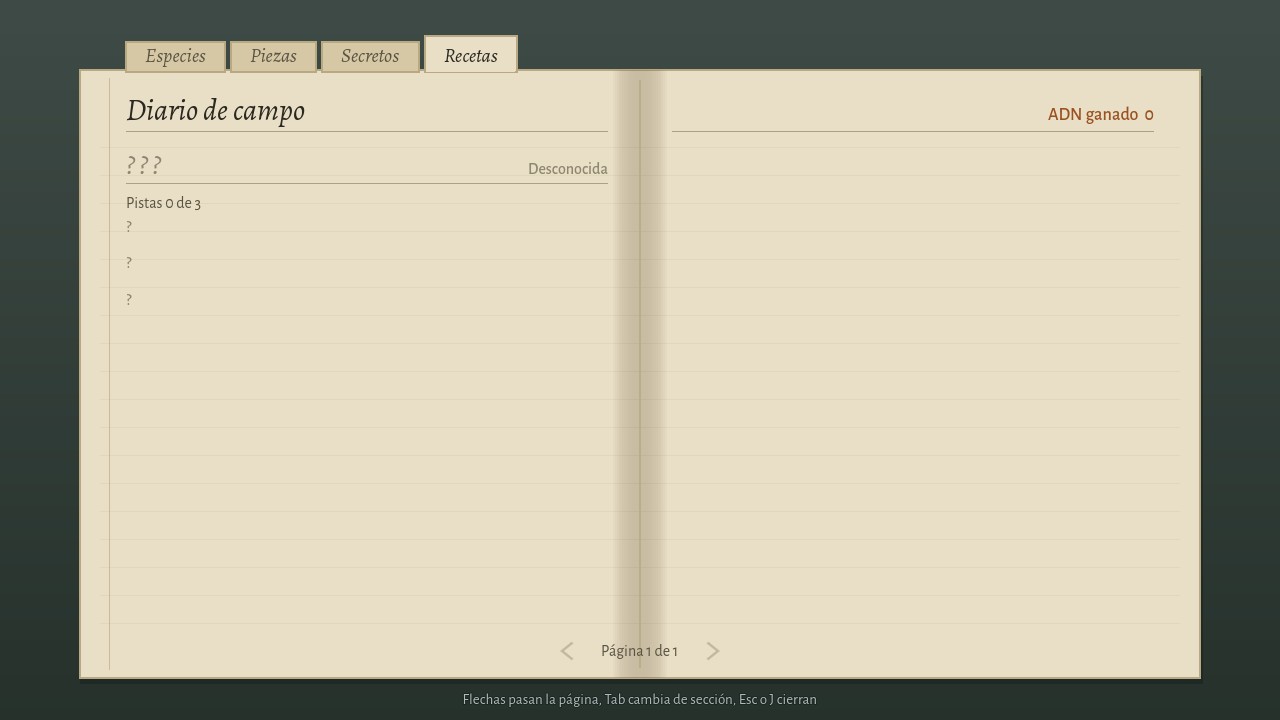 Especies Piezas Secretos Recetas
Diario de campo
ADN ganado 0
? ? ? Desconocida
Pistas 0 de 3
?
?
?
Página 1 de 1
Flechas pasan la página, Tab cambia de sección, Esc o J cierran